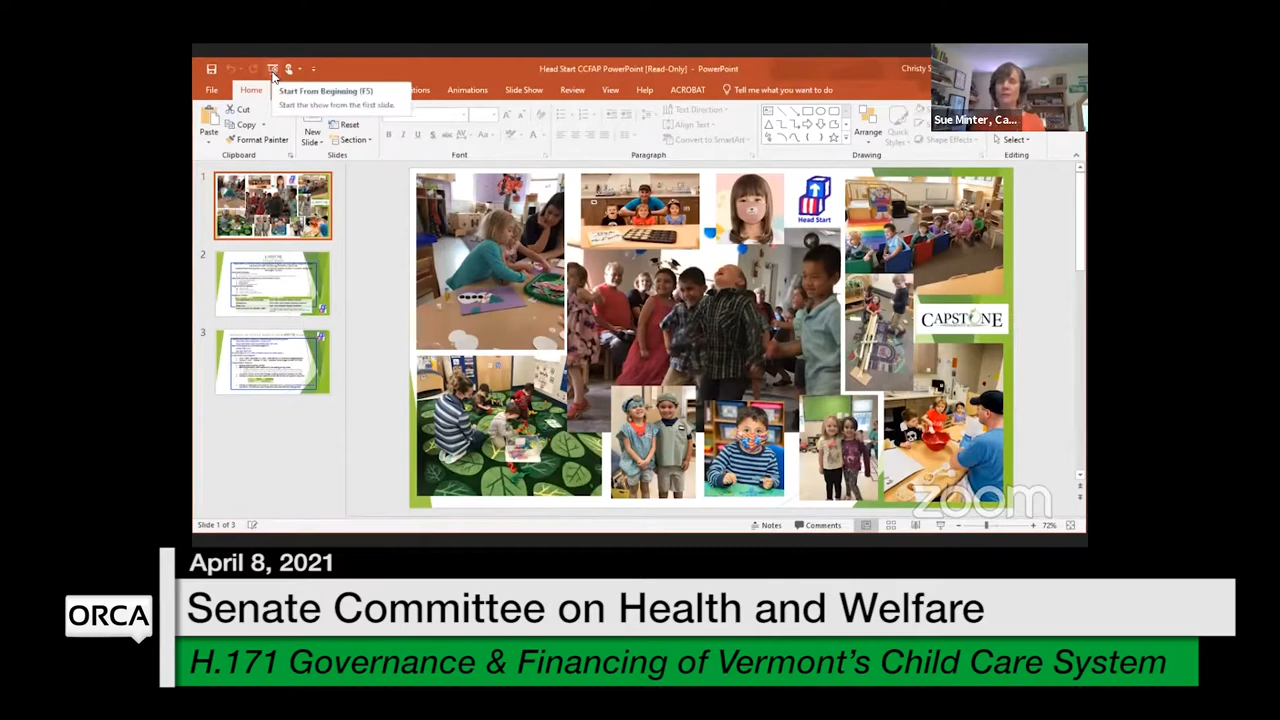 Head Start CCFAP PowerPoint [Read-Only] - PowerPoint
Christy S
File
Home
tions
Animations
Slide Show
Review
View
Help
ACROBAT
Tell me what you want to do
Start From Beginning (F5)
Start the show from the first slide.
Sue Minter, Ca...
Paste
Cut
Copy
Format Painter
New
Slide
Reset
Section
Text Direction
Align Text
Convert to SmartArt
Arrange
Quick
Styles
Shape Effects
Select
Clipboard
Slides
Font
Paragraph
Drawing
Editing
1
2
3
Head Start
CAPSTONE
zoom
Slide 1 of 3
Notes
Comments
72%
April 8, 2021
ORCA
Senate Committee on Health and Welfare
H.171 Governance & Financing of Vermont's Child Care System